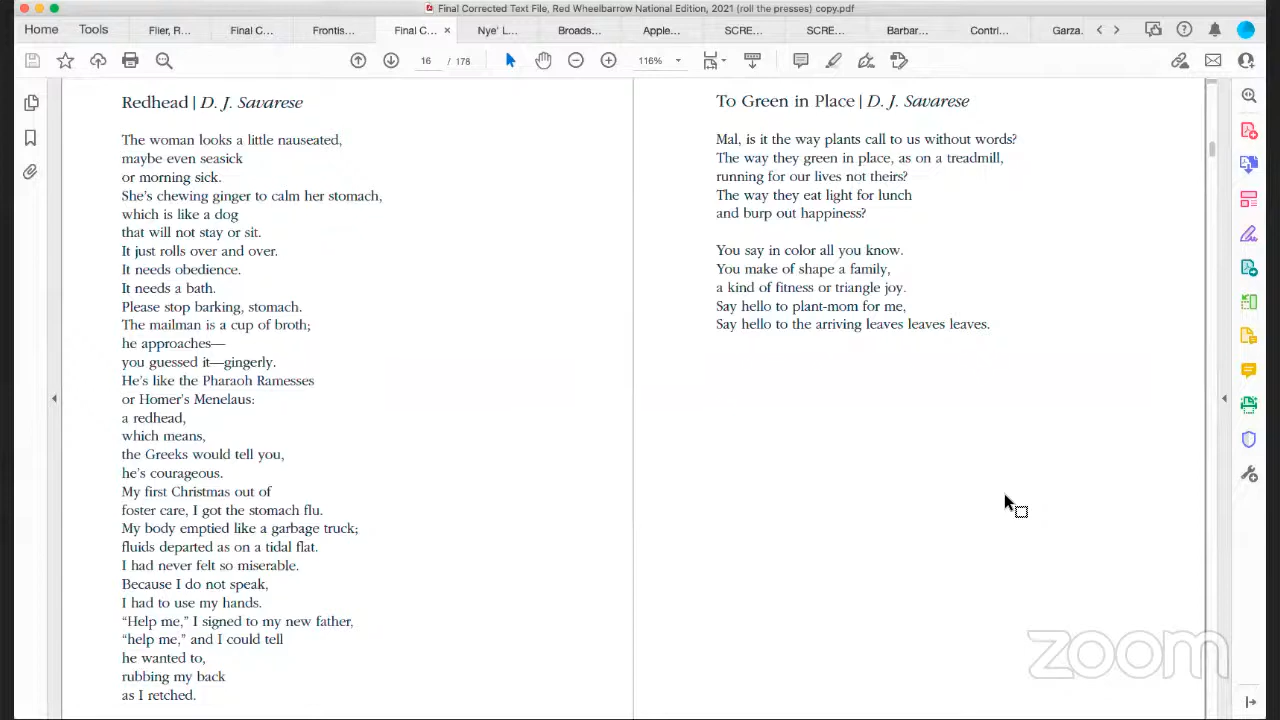 Final Corrected Text File, Red Wheelbarrow National Edition, 2021 (roll the presses) copy.pdf
Home
Tools
Flier, R...
Final C...
Frontis...
Final C...
Nye' L...
Broads...
Apple...
SCRE...
SCRE...
Barbar...
Contri...
Garza.
16 / 178
116%
Redhead | D. J. Savarese
The woman looks a little nauseated,
maybe even seasick
or morning sick.
She's chewing ginger to calm her stomach,
which is like a dog
that will not stay or sit.
It just rolls over and over.
It needs obedience.
It needs a bath.
Please stop barking, stomach.
The mailman is a cup of broth;
he approaches—
you guessed it—gingerly.
He's like the Pharaoh Ramesses
or Homer's Menelaus:
a redhead,
which means,
the Greeks would tell you,
he's courageous.
My first Christmas out of
foster care, I got the stomach flu.
My body emptied like a garbage truck;
fluids departed as on a tidal flat.
I had never felt so miserable.
Because I do not speak,
I had to use my hands.
“Help me,” I signed to my new father,
“help me,” and I could tell
he wanted to,
rubbing my back
as I retched.
To Green in Place | D. J. Savarese
Mal, is it the way plants call to us without words?
The way they green in place, as on a treadmill,
running for our lives not theirs?
The way they eat light for lunch
and burp out happiness?
You say in color all you know.
You make of shape a family,
a kind of fitness or triangle joy.
Say hello to plant-mom for me,
Say hello to the arriving leaves leaves leaves.
zoom